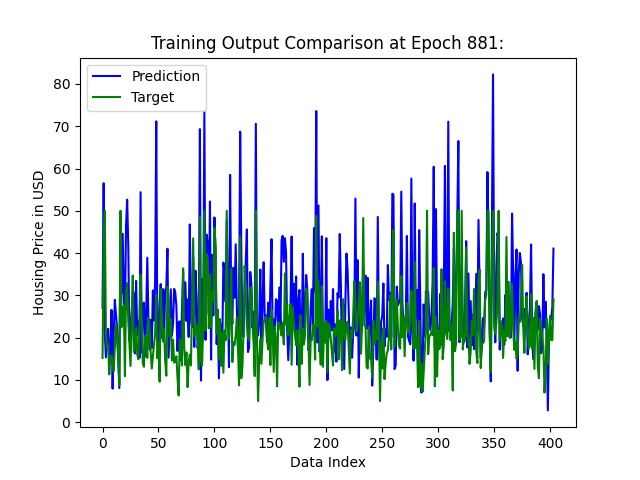 Training Output Comparison at Epoch 881:
Prediction
Target
Housing Price in USD
80
70
60
50
40
30
20
10
0
0 50 100 150 200 250 300 350 400
Data Index